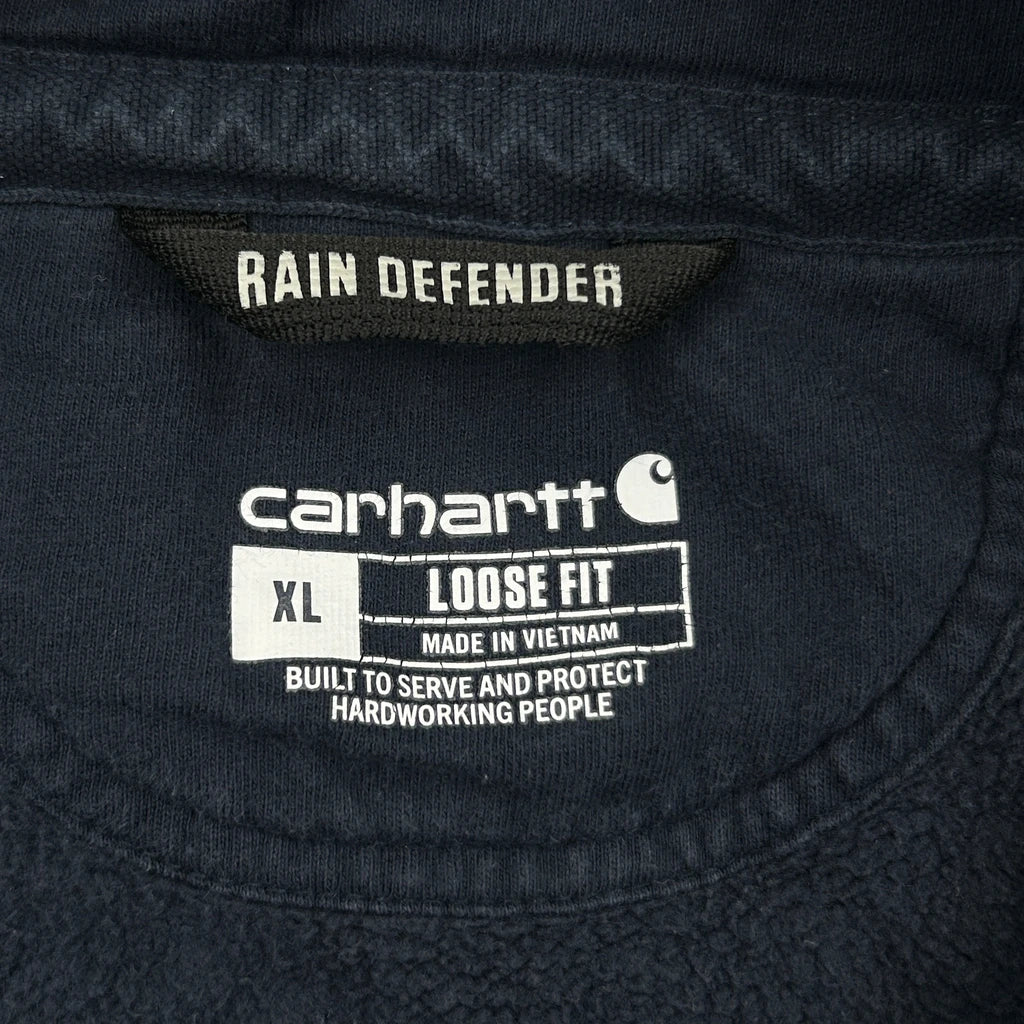 RAIN DEFENDER
carhartt
XL
LOOSE FIT
MADE IN VIETNAM
BUILT TO SERVE AND PROTECT
HARDWORKING PEOPLE